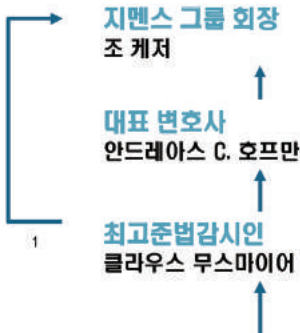 지멘스 그룹 회장
조 케저
대표 변호사
안드레아스 C. 호프만
1
최고준법감시인
클라우스 무스마이어